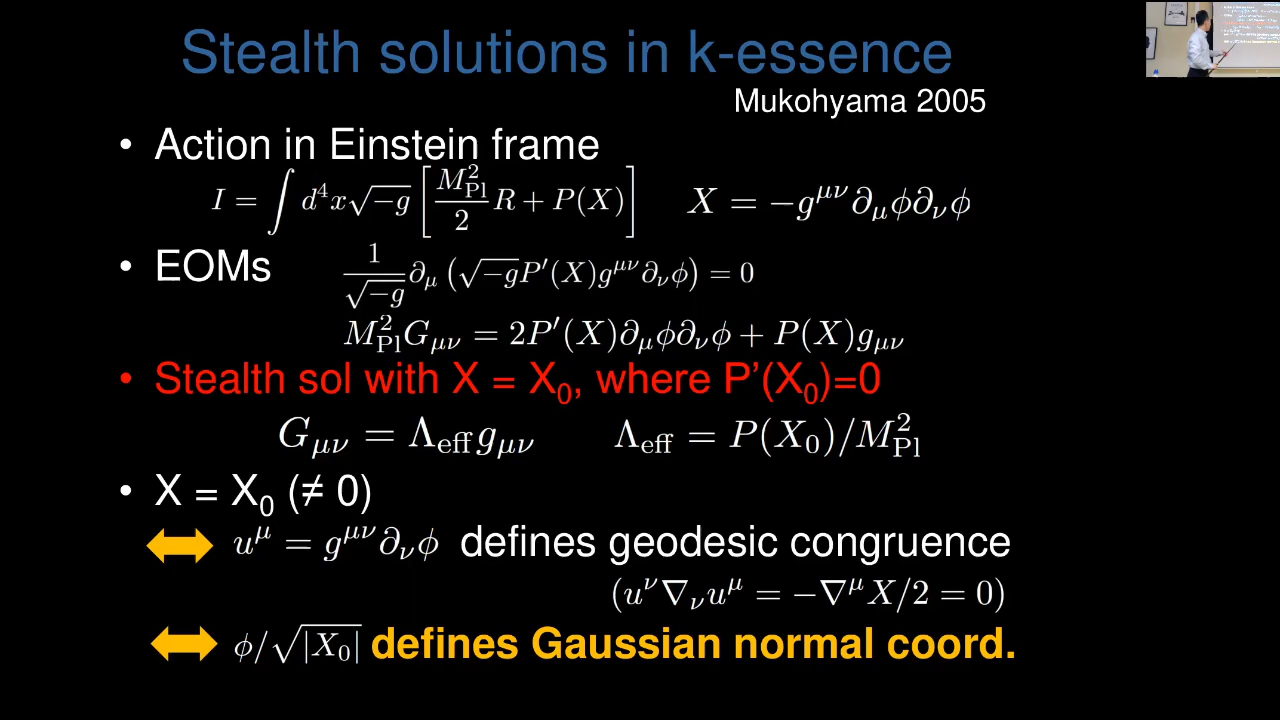 Stealth solutions in k-essence
Mukohyama 2005
• Action in Einstein frame
I = ∫ d⁴x√−g [ M²_Pl/2 R + P(X) ]    X = −g^{μν}∂_μϕ∂_νϕ
• EOMs    1/√−g ∂_μ (√−g P′(X)g^{μν}∂_νϕ) = 0
M²_Pl G_{μν} = 2P′(X)∂_μϕ∂_νϕ + P(X)g_{μν}
• Stealth sol with X = X₀, where P’(X₀)=0
G_{μν} = Λ_eff g_{μν}    Λ_eff = P(X₀)/M²_Pl
• X = X₀ (≠ 0)
u^μ = g^{μν}∂_νϕ defines geodesic congruence
(u^ν∇_νu^μ = −∇^μX/2 = 0)
ϕ/√|X₀| defines Gaussian normal coord.